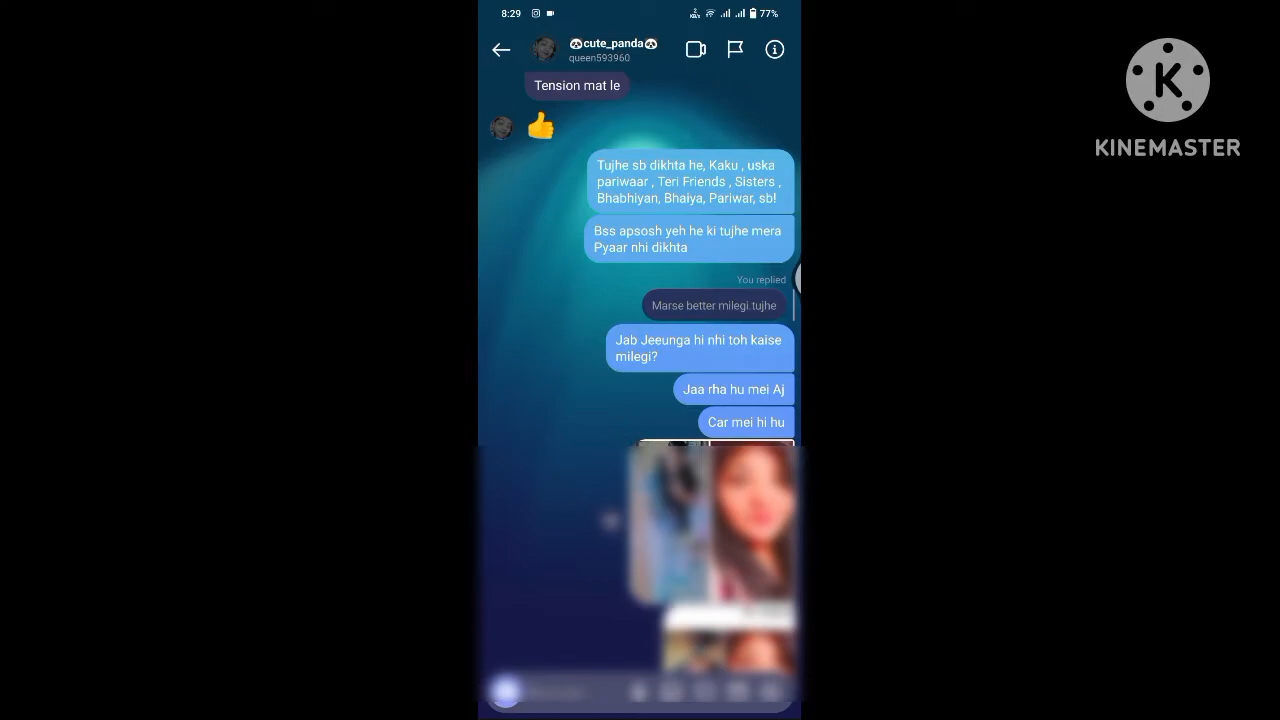 8:29
2
KB/s
77%
🐼cute_panda🐼
queen593960
Tension mat le
👍
Tujhe sb dikhta he, Kaku , uska
pariwaar , Teri Friends , Sisters ,
Bhabhiyan, Bhaiya, Pariwar, sb!
Bss apsosh yeh he ki tujhe mera
Pyaar nhi dikhta
You replied
Marse better milegi.tujhe
Jab Jeeunga hi nhi toh kaise
milegi?
Jaa rha hu mei Aj
Car mei hi hu
K
KINEMASTER